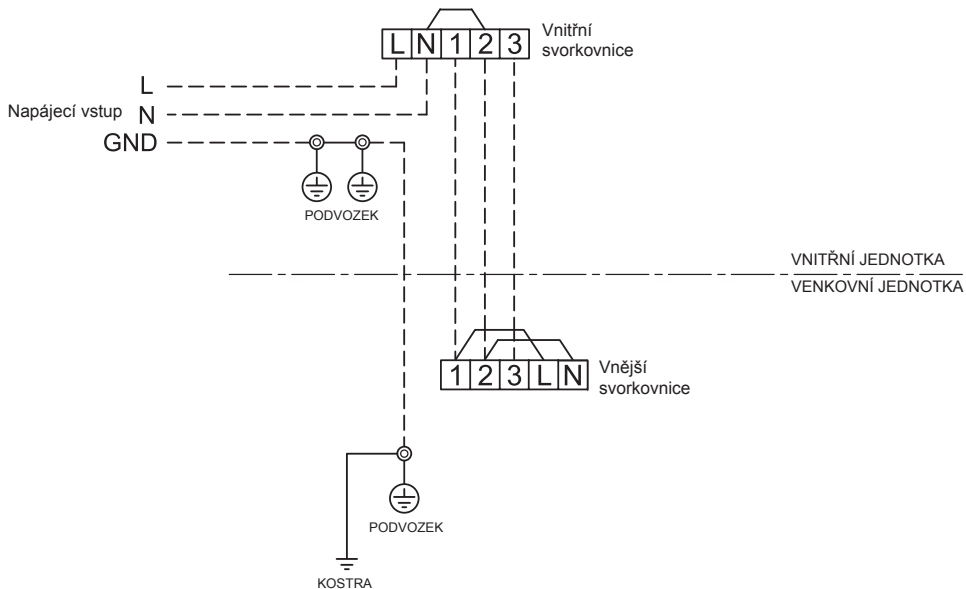 L N 1 2 3
Vnitřní
svorkovnice
L
Napájecí vstup N
GND
PODVOZEK
VNITŘNÍ JEDNOTKA
VENKOVNÍ JEDNOTKA
1 2 3 L N
Vnější
svorkovnice
PODVOZEK
KOSTRA